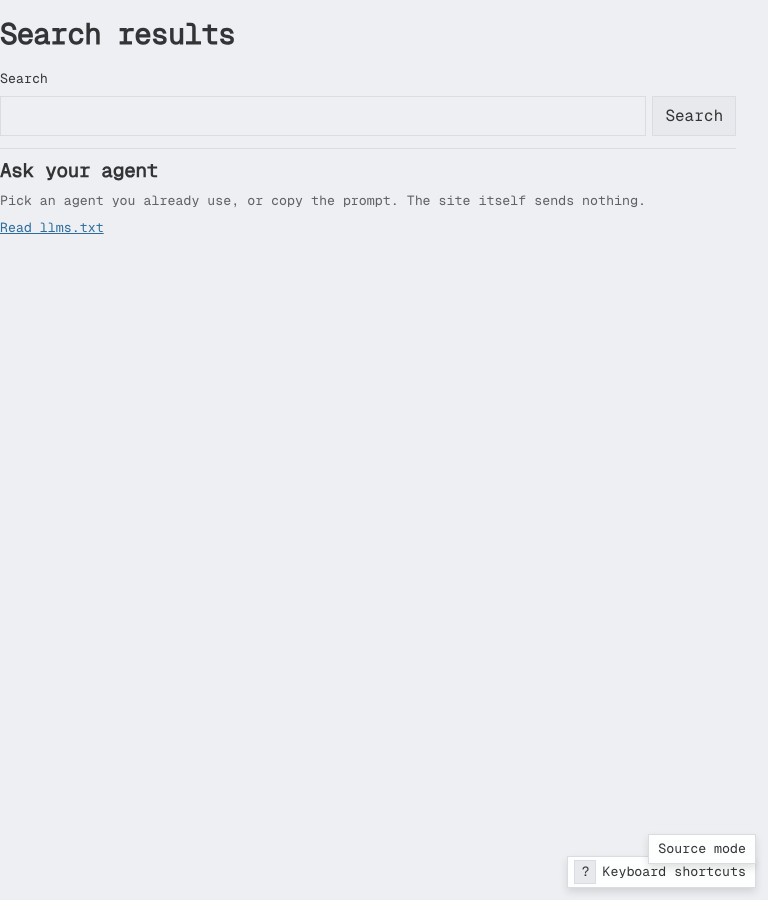 Search results
Search
Search
Ask your agent
Pick an agent you already use, or copy the prompt. The site itself sends nothing.
Read llms.txt
Source mode
? Keyboard shortcuts